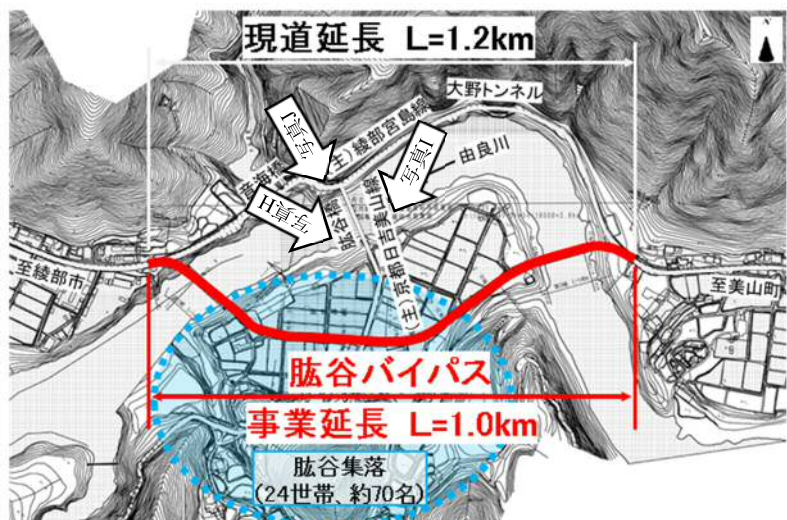 現道延長 L=1.2km
N
大野トンネル
(主)綾部宮島線
写真J
音海橋
写真I
由良川
写真H
肱谷橋
(主)京都日吉美山線
至綾部市
至美山町
肱谷バイパス
事業延長 L=1.0km
肱谷集落
(24世帯、約70名)